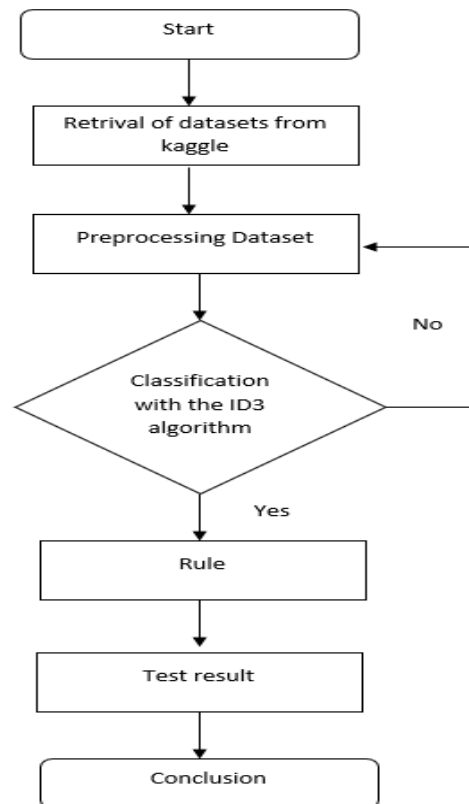 Start
Retrival of datasets from
kaggle
Preprocessing Dataset
No
Classification
with the ID3
algorithm
Yes
Rule
Test result
Conclusion